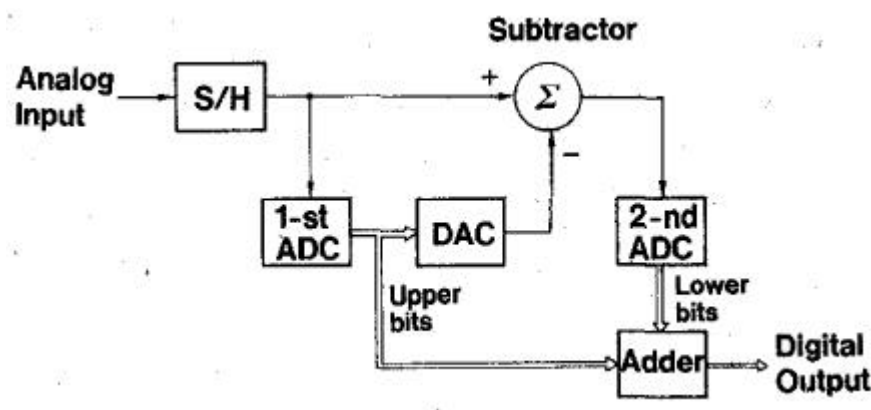 Subtractor
Analog
Input
S/H
+
Σ
−
1-st
ADC
DAC
2-nd
ADC
Upper
bits
Lower
bits
Adder
Digital
Output